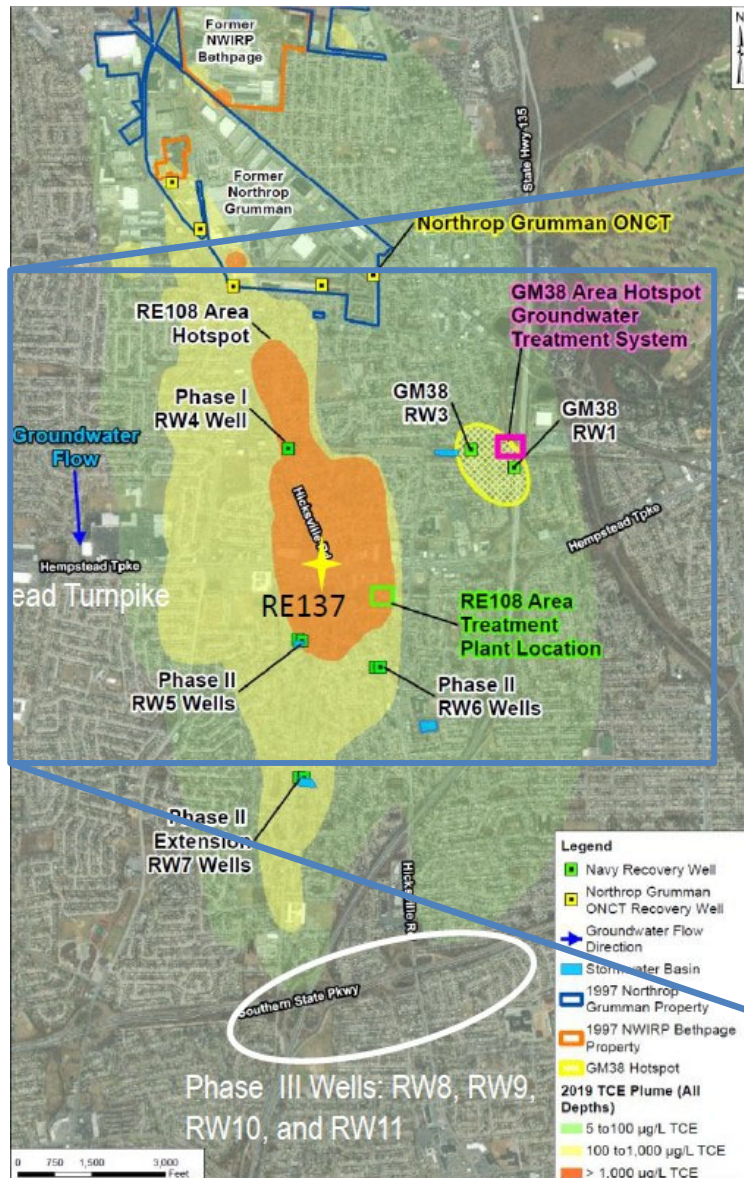 Former
NWIRP
Bethpage
N
State Hwy 135
Former
Northrop
Grumman
Northrop Grumman ONCT
RE108 Area
Hotspot
GM38 Area Hotspot
Groundwater
Treatment System
Phase I
RW4 Well
GM38
RW3
GM38
RW1
Groundwater
Flow
Hicksville Rd
Hempstead Tpke
Hempstead Tpke
ead Turnpike
RE137
RE108 Area
Treatment
Plant Location
Phase II
RW5 Wells
Phase II
RW6 Wells
Phase II
Extension
RW7 Wells
Hicksville R
Southern State Pkwy
Phase III Wells: RW8, RW9,
RW10, and RW11
0 750 1,500 3,000
Feet
Legend
Navy Recovery Well
Northrop Grumman
ONCT Recovery Well
Groundwater Flow
Direction
Stormwater Basin
1997 Northrop
Grumman Property
1997 NWIRP Bethpage
Property
GM38 Hotspot
2019 TCE Plume (All
Depths)
5 to100 µg/L TCE
100 to1,000 µg/L TCE
> 1,000 µg/L TCE